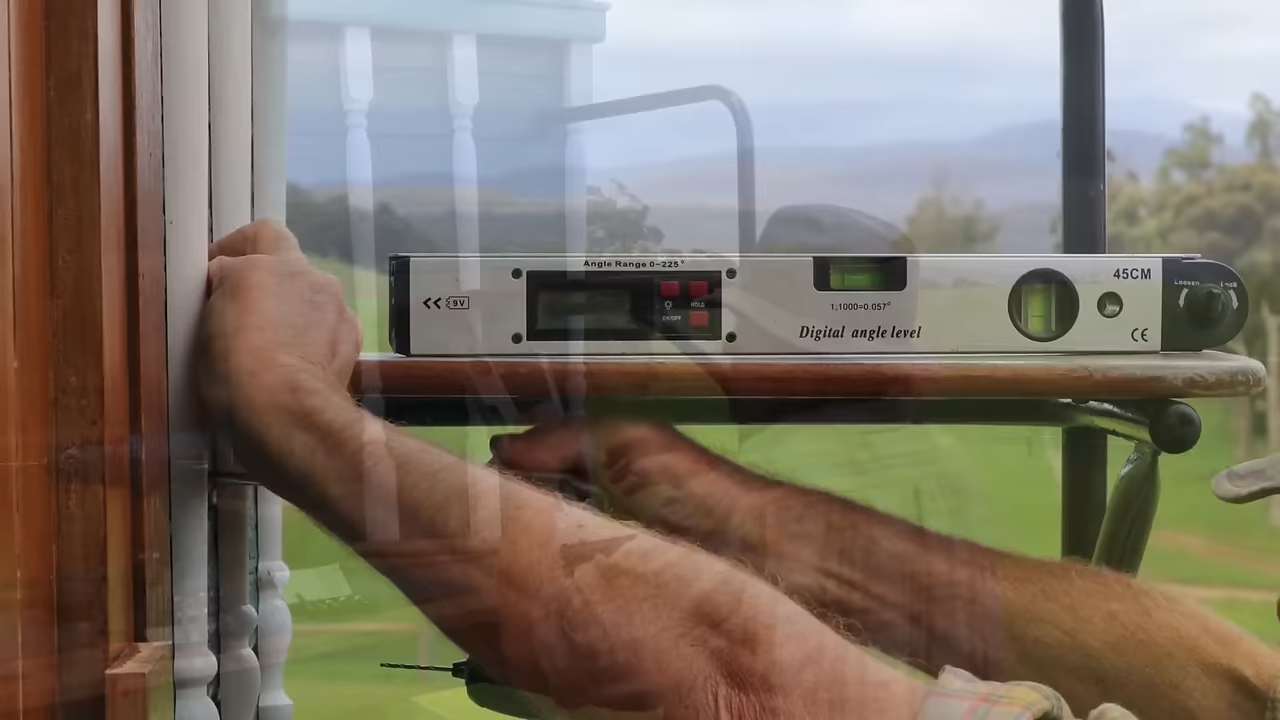 Angle Range 0~225°
45CM
9V
HOLD
ON/OFF
1:1000=0.057°
Digital angle level
CE
Loosen Lock